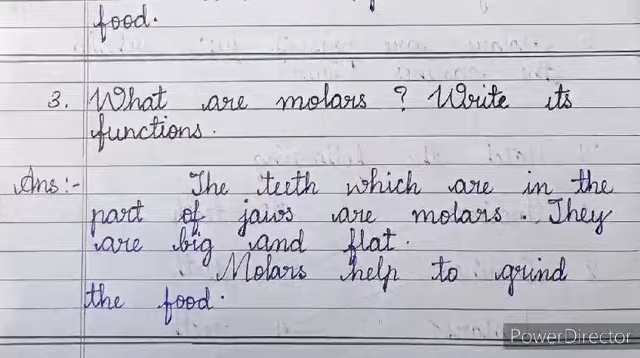 food.
3. What are molars ? Write its
functions.
Ans:- The teeth which are in the
part of jaws are molars. They
are big and flat.
Molars help to grind
the food.
PowerDirector